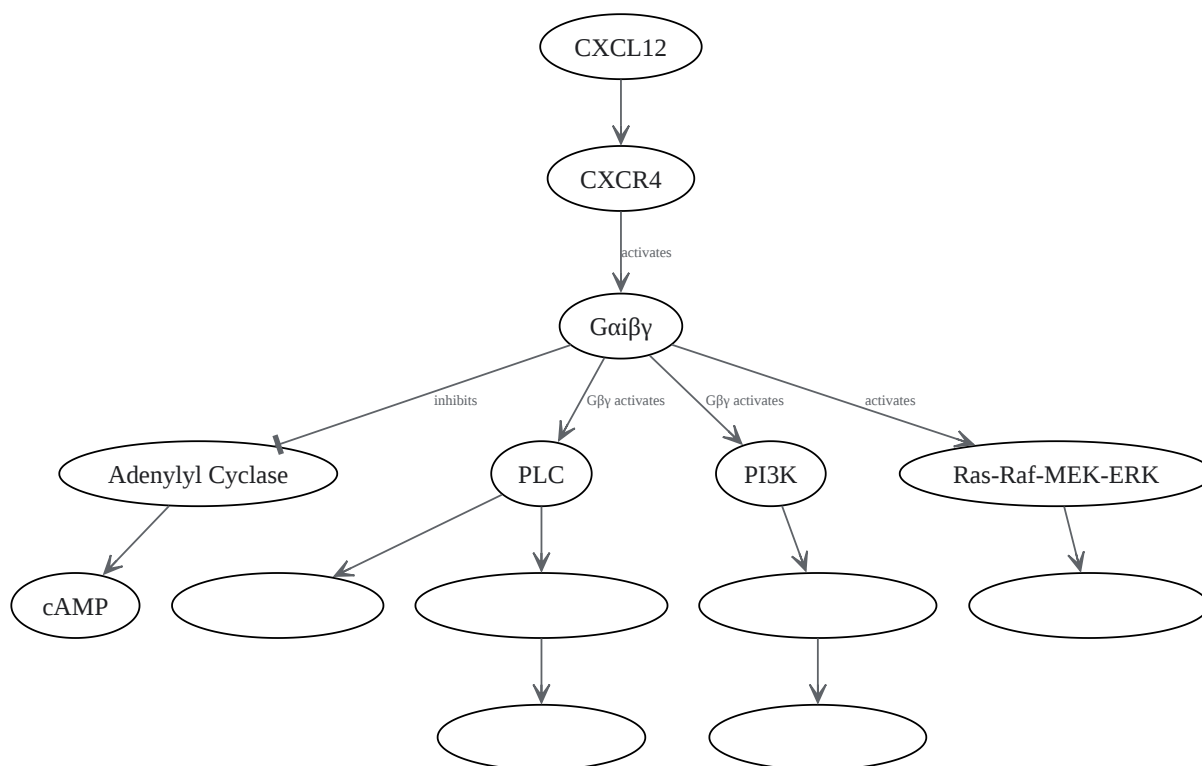 CXCL12
CXCR4
activates
Gαiβγ
inhibits
Gβγ activates
Gβγ activates
activates
Adenylyl Cyclase
PLC
PI3K
Ras-Raf-MEK-ERK
cAMP